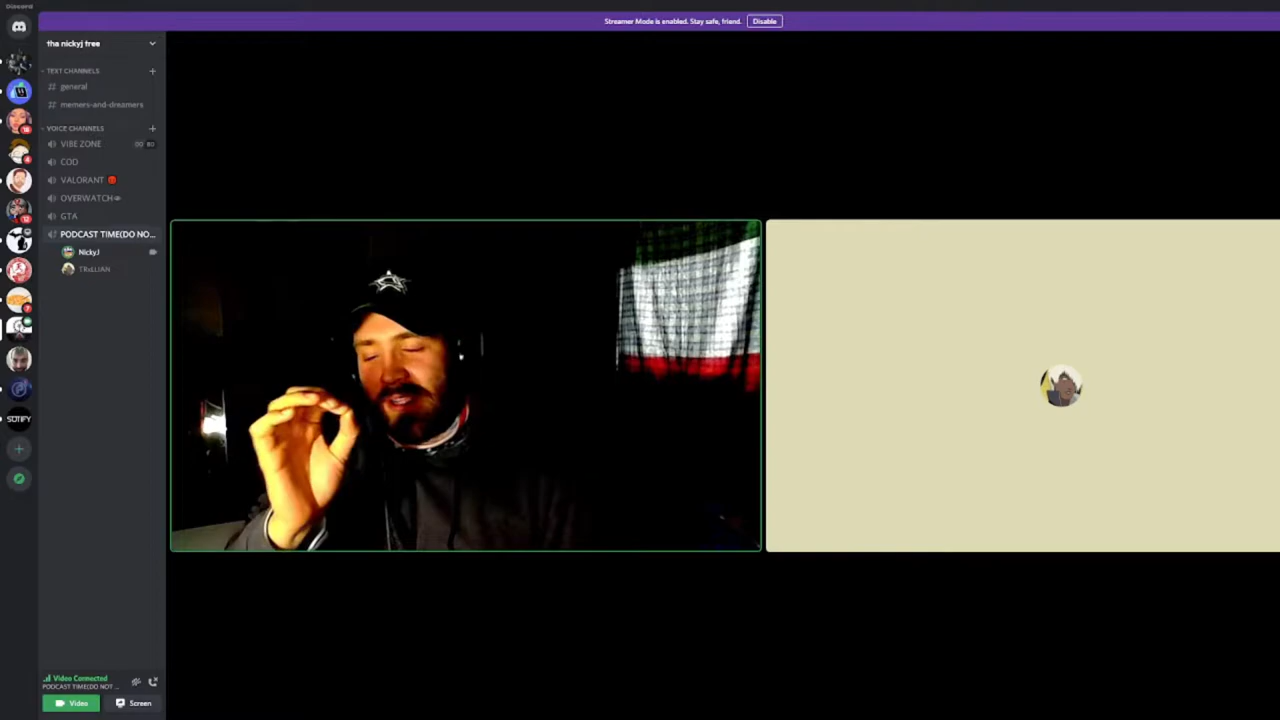 Discord
Streamer Mode is enabled. Stay safe, friend.
Disable
tha nickyj tree
TEXT CHANNELS
general
memers-and-dreamers
VOICE CHANNELS
VIBE ZONE
COD
VALORANT
OVERWATCH
GTA
PODCAST TIME(DO NO...
NickyJ
SOTIFY
Video Connected
PODCAST TIME(DO NOT ...
Video
Screen